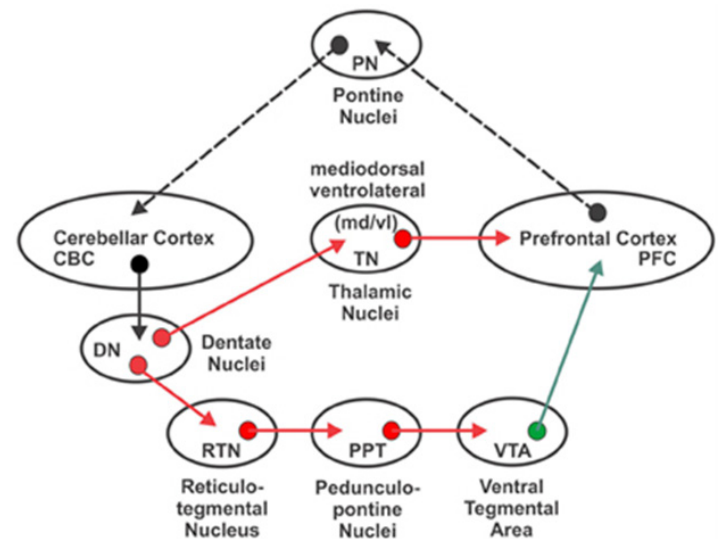 PN
Pontine
Nuclei
mediodorsal
ventrolateral
(md/vl)
TN
Thalamic
Nuclei
Cerebellar Cortex
CBC
Prefrontal Cortex
PFC
DN
Dentate
Nuclei
RTN
Reticulo-
tegmental
Nucleus
PPT
Pedunculo-
pontine
Nuclei
VTA
Ventral
Tegmental
Area